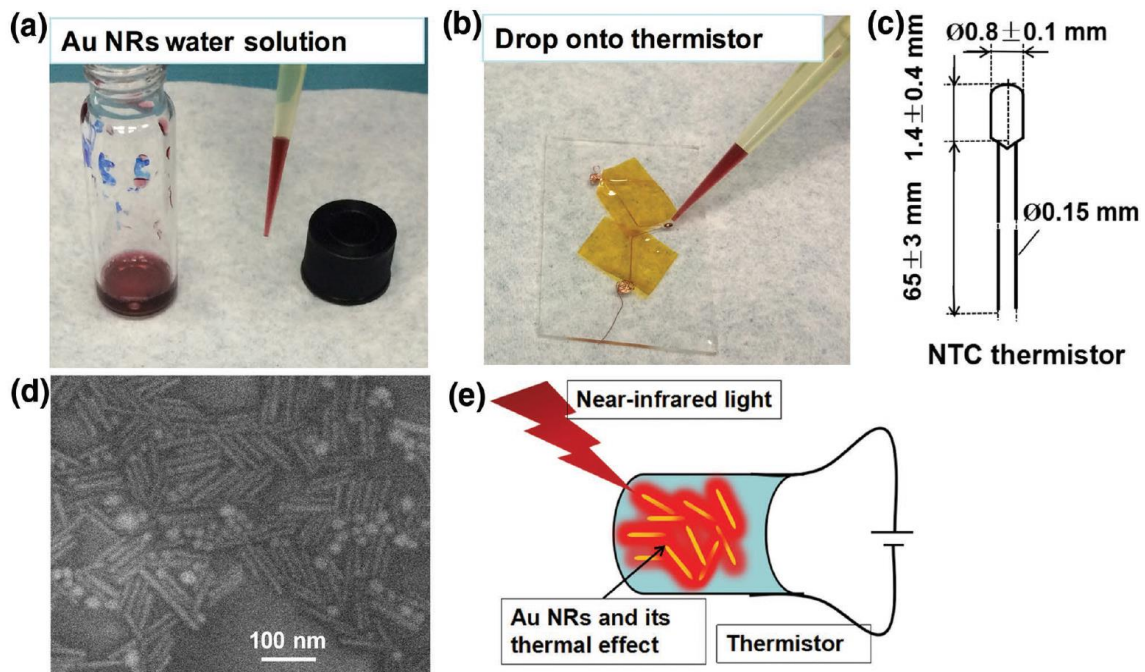 (a)
Au NRs water solution
(b)
Drop onto thermistor
(c)
Ø0.8±0.1 mm
1.4±0.4 mm
65±3 mm
Ø0.15 mm
NTC thermistor
(d)
100 nm
(e)
Near-infrared light
Au NRs and its
thermal effect
Thermistor